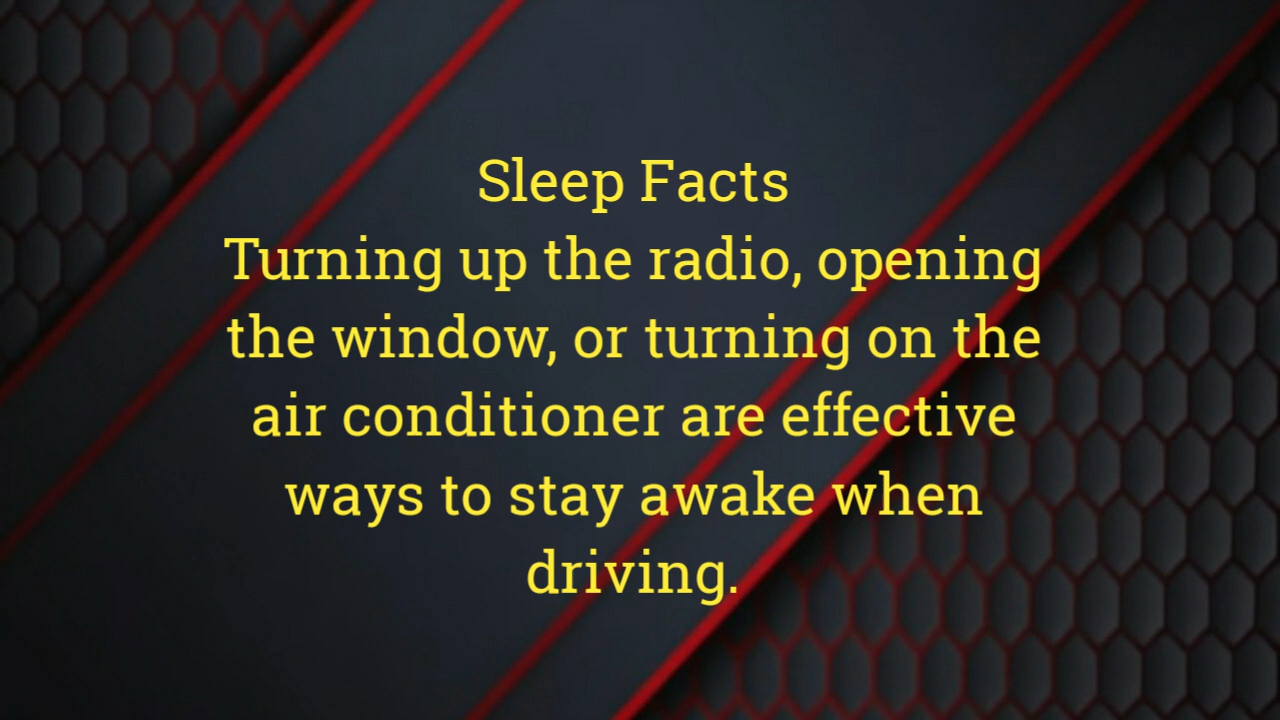 Sleep Facts
Turning up the radio, opening
the window, or turning on the
air conditioner are effective
ways to stay awake when
driving.